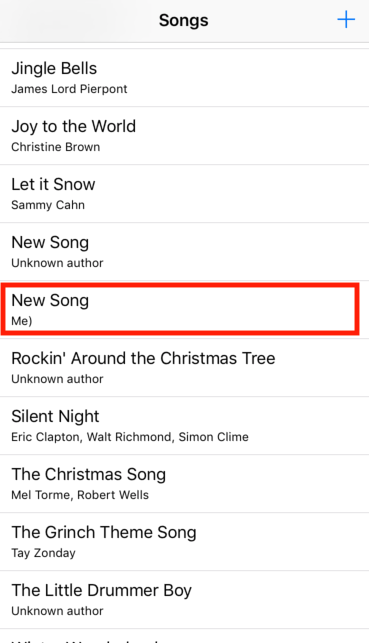 Songs
Jingle Bells
James Lord Pierpont
Joy to the World
Christine Brown
Let it Snow
Sammy Cahn
New Song
Unknown author
New Song
Me)
Rockin' Around the Christmas Tree
Unknown author
Silent Night
Eric Clapton, Walt Richmond, Simon Clime
The Christmas Song
Mel Torme, Robert Wells
The Grinch Theme Song
Tay Zonday
The Little Drummer Boy
Unknown author